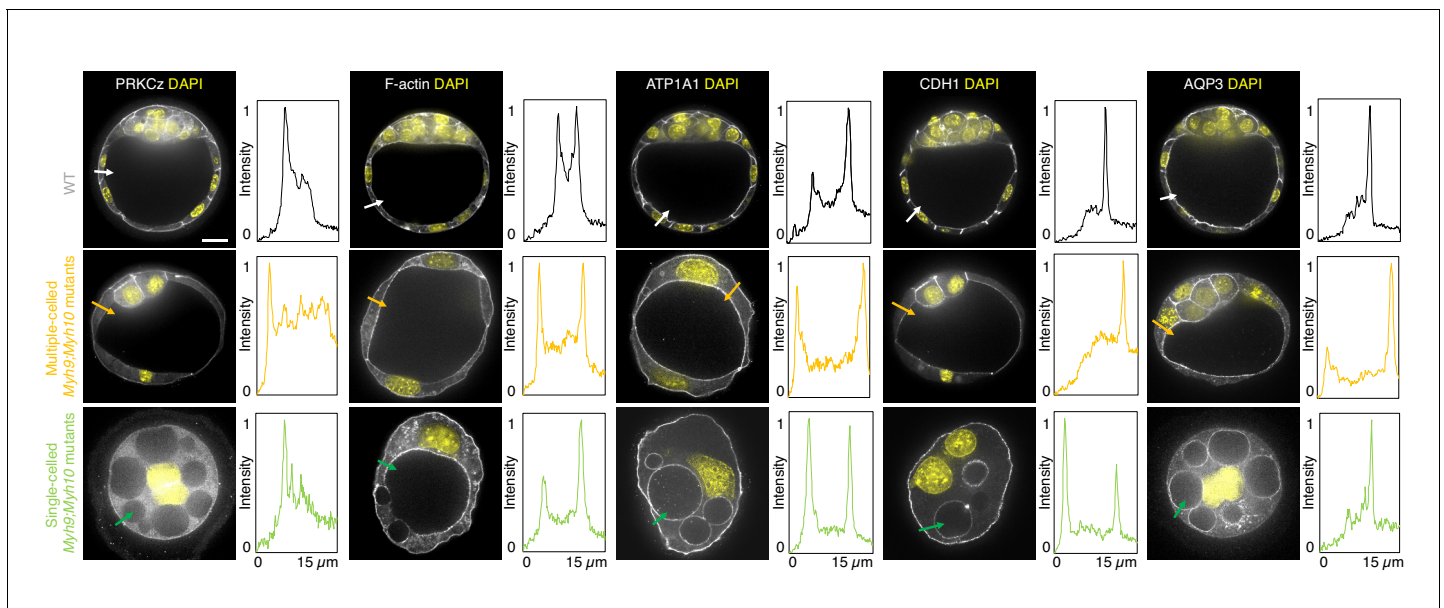 PRKCz DAPI
F-actin DAPI
ATP1A1 DAPI
CDH1 DAPI
AQP3 DAPI
WT
1
Intensity
0
1
Intensity
0
1
Intensity
0
1
Intensity
0
1
Intensity
0
Multiple-celled
Myh9;Myh10 mutants
1
Intensity
0
1
Intensity
0
1
Intensity
0
1
Intensity
0
1
Intensity
0
Single-celled
Myh9;Myh10 mutants
1
Intensity
0
0 15 µm
1
Intensity
0
0 15 µm
1
Intensity
0
0 15 µm
1
Intensity
0
0 15 µm
1
Intensity
0
0 15 µm